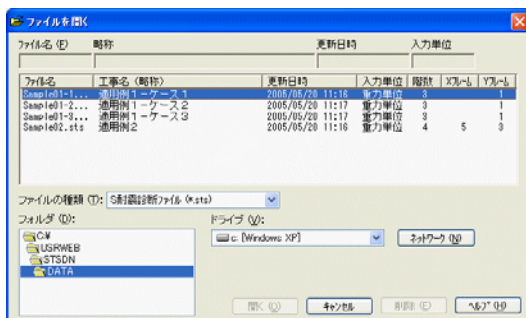 ファイルを開く
ファイル名 (F) 略称 更新日時 入力単位
ファイル名 工事名（略称） 更新日時 入力単位 階数 Xフレーム Yフレーム
Sample01-1... 適用例１－ケース１ 2005/05/20 11:16 重力単位 3 1
Sample01-2... 適用例１－ケース２ 2005/05/20 11:17 重力単位 3 1
Sample01-3... 適用例１－ケース３ 2005/05/20 11:17 重力単位 3 1
Sample02.sts 適用例２ 2005/05/20 11:16 重力単位 4 5 3
ファイルの種類 (T): S耐震診断ファイル (*.sts)
フォルダ (D): ドライブ (V):
C:¥ c: [Windows XP] ネットワーク (N)
USRWEB
STSDN
DATA
開く (O) キャンセル 削除 (E) ヘルプ (H)